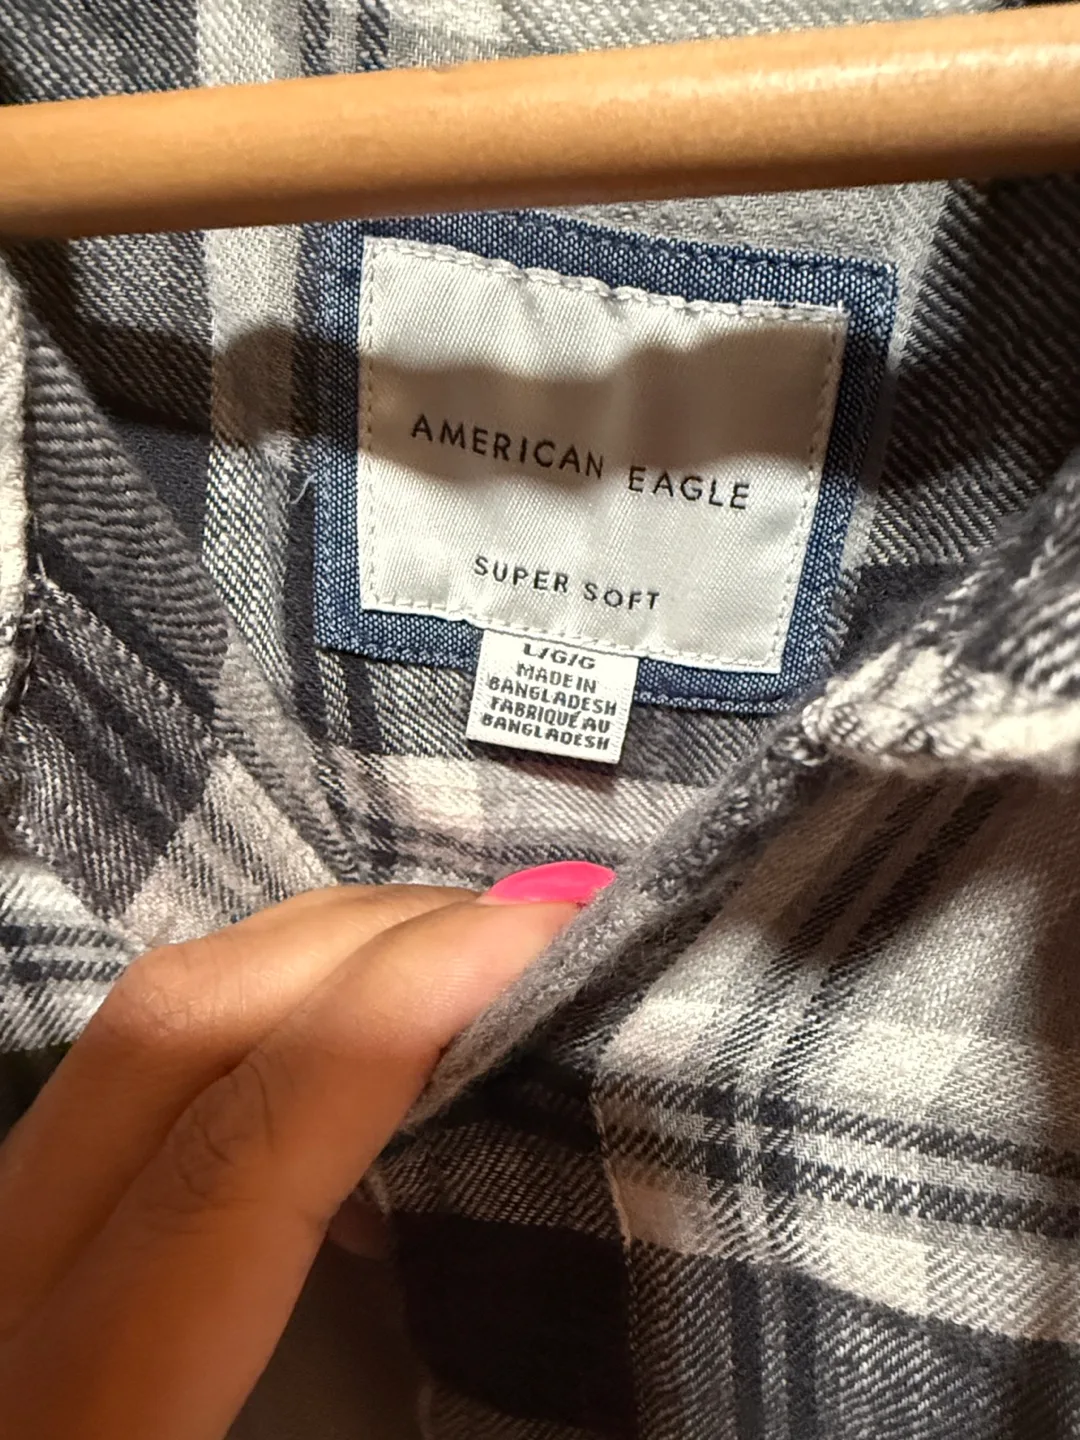 AMERICAN EAGLE
SUPER SOFT
L/G/G
MADE IN
BANGLADESH
FABRIQUÉ AU
BANGLADESH